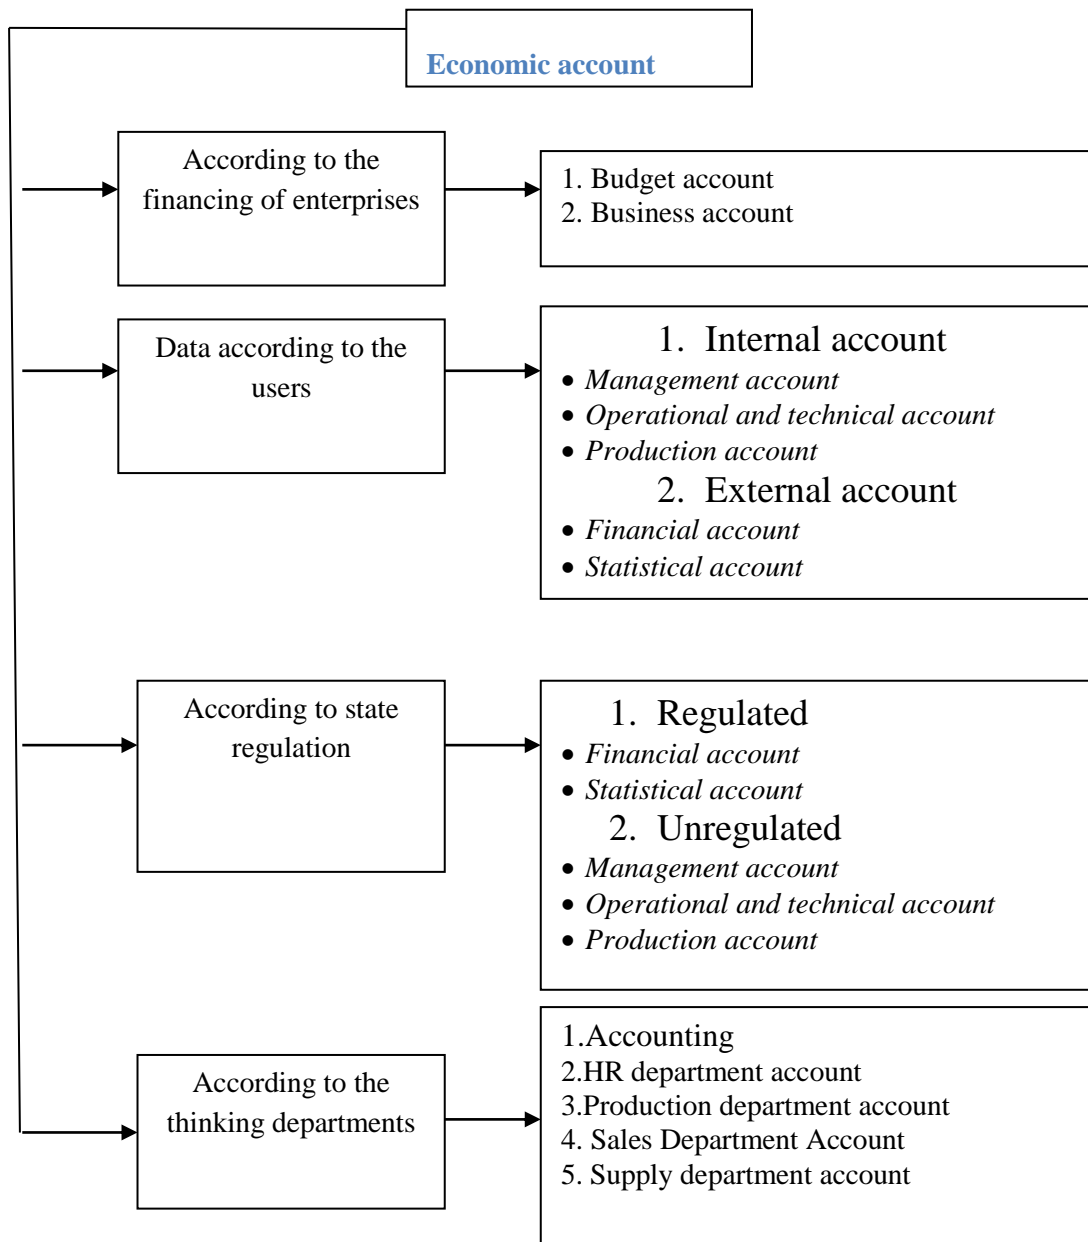 Economic account
According to the
financing of enterprises
1. Budget account
2. Business account
Data according to the
users
1. Internal account
• Management account
• Operational and technical account
• Production account
2. External account
• Financial account
• Statistical account
According to state
regulation
1. Regulated
• Financial account
• Statistical account
2. Unregulated
• Management account
• Operational and technical account
• Production account
According to the
thinking departments
1.Accounting
2.HR department account
3.Production department account
4. Sales Department Account
5. Supply department account